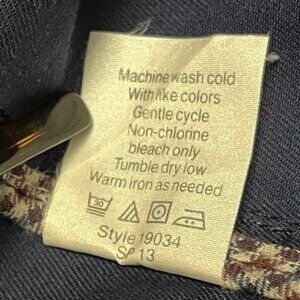 Machine wash cold
With like colors
Gentle cycle
Non-chlorine
bleach only
Tumble dry low
Warm iron as needed
30
Style 19034
SP 13